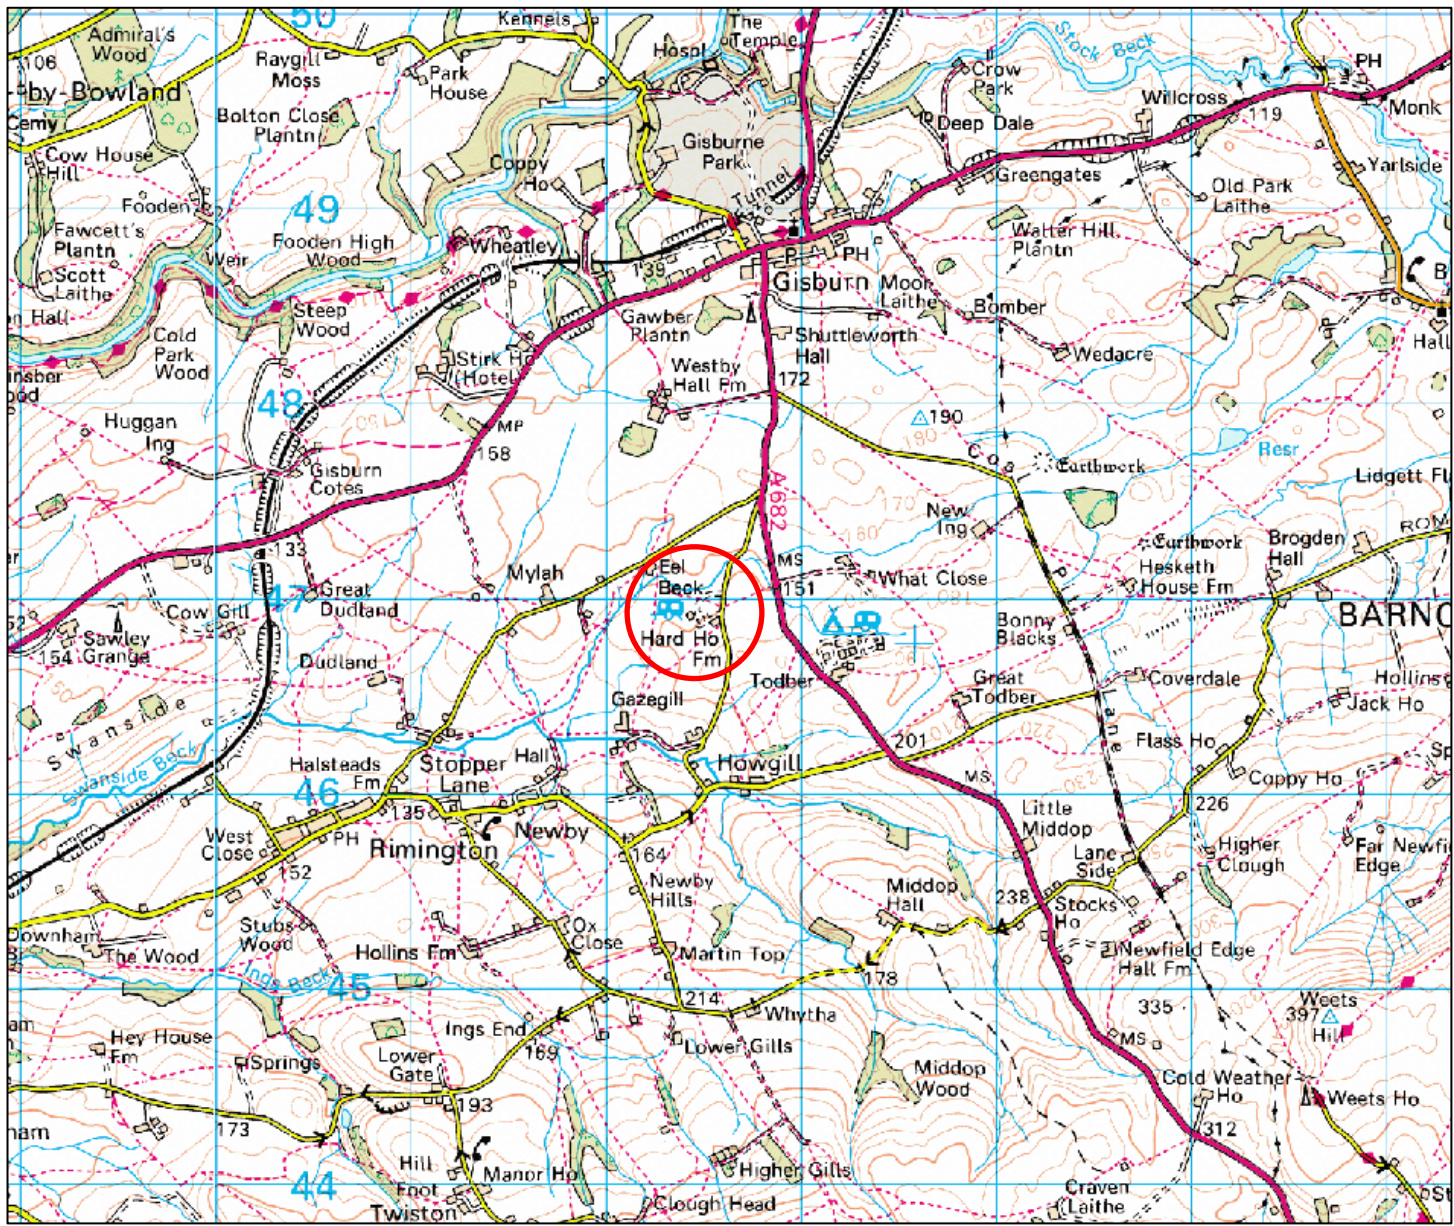 50
Kennels
The
Temple
Admiral's
Wood
Raygill
Moss
Hospl
Stock Beck
106
Park
House
Crow
Park
PH
-by-Bowland
Bolton Close
Plantn
Willcross
Monk
Cemy
Deep Dale
119
Cow House
Hill
Coppy
Ho
Gisburne
Park
Yarlside
Greengates
Old Park
Laithe
Fooden
49
Tunnel
Fawcett's
Plantn
Fooden High
Wood
Wheatley
Walter Hill
Plantn
Weir
139
P
PH
Scott
Laithe
Gisburn
Moor
Laithe
B
n Hall
Steep
Wood
Gawber
Plantn
Bomber
Cold
Park
Wood
Shuttleworth
Hall
Hall
Stirk Ho
(Hotel)
Wedacre
Westby
Hall Fm
172
48
Huggan
Ing
190
MP
180
158
Cos
Earthwork
Resr
Gisburn
Cotes
Lidgett Fl
A682
170
160
New
Ing
ROM
133
Earthwork
Brogden
Hall
MS
Eel
Beck
Hesketh
House Fm
Mylah
What Close
151
Great
Dudland
Cow Gill
BARNO
Hard Ho
Fm
Bonny
Blacks
Sawley
Grange
154
Dudland
Todber
Great
Todber
Coverdale
Hollins
Gazegill
Jack Ho
Lane
Swanside
201
Flass Ho
Hall
Howgill
Swanside Beck
Halsteads
Fm
Stopper
Lane
MS
Coppy Ho
46
135
226
Little
Middop
West
Close
PH
Newby
Rimington
164
Lane
Side
Higher
Clough
Far Newfi
Edge
152
Newby
Hills
Middop
Hall
238
Stocks
Ho
Stubs
Wood
Ox
Close
Downham
The Wood
Hollins Fm
Martin Top
Newfield Edge
Hall Fm
Ings Beck
45
178
214
Whytha
335
Weets
Hill
397
Hey House
Fm
Ings End
MS
Springs
Lower
Gate
169
Lower Gills
Middop
Wood
Cold Weather
Ho
Weets Ho
193
173
312
Hill
Foot
Manor Ho
Higher Gills
44
Twiston
Clough Head
Craven
Laithe